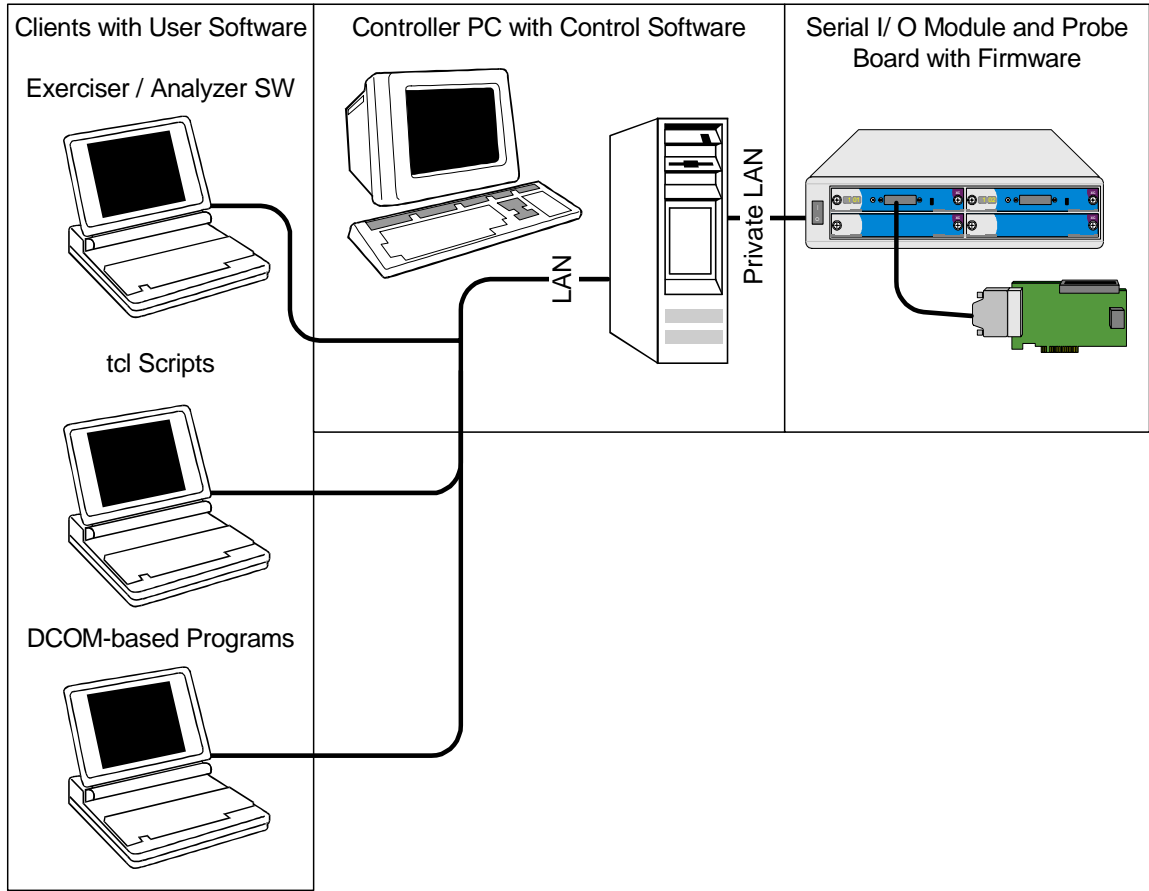 Clients with User Software
Exerciser / Analyzer SW
tcl Scripts
DCOM-based Programs
Controller PC with Control Software
LAN
Private LAN
Serial I/ O Module and Probe
Board with Firmware